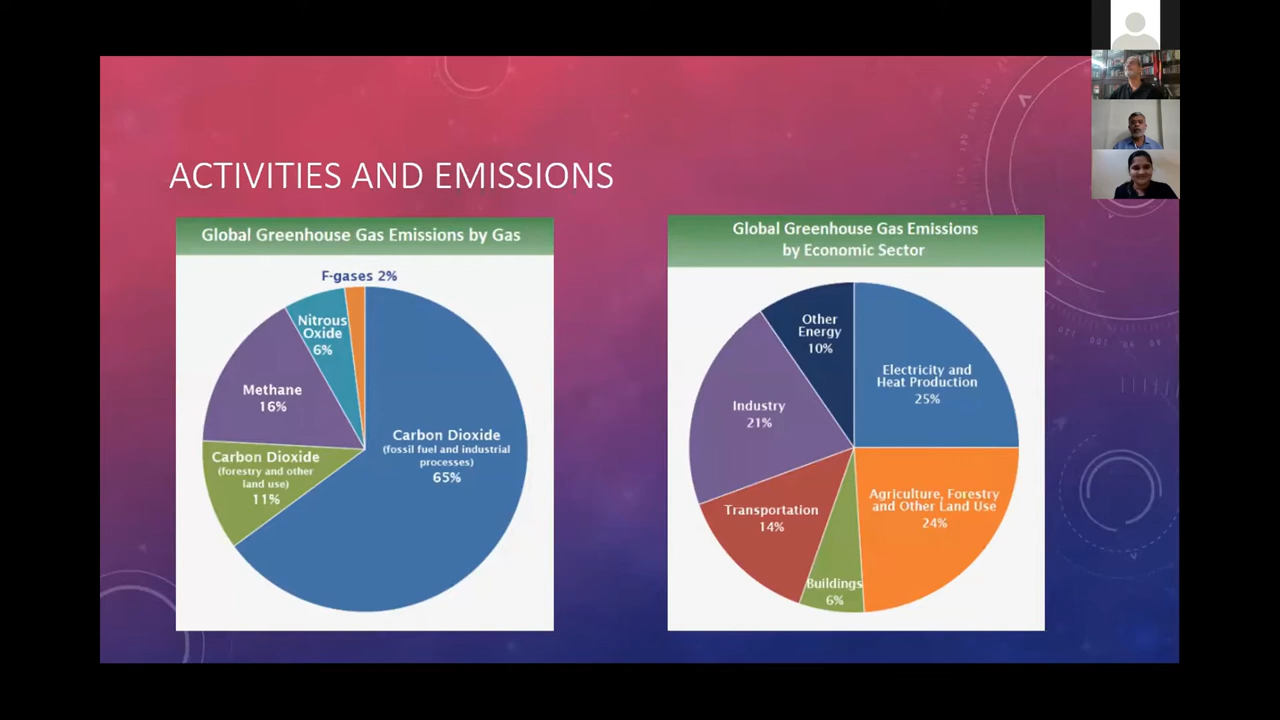 ACTIVITIES AND EMISSIONS
Global Greenhouse Gas Emissions by Gas
F-gases 2%
Nitrous
Oxide
6%
Methane
16%
Carbon Dioxide
(forestry and other
land use)
11%
Carbon Dioxide
(fossil fuel and industrial
processes)
65%
Global Greenhouse Gas Emissions
by Economic Sector
Other
Energy
10%
Electricity and
Heat Production
25%
Industry
21%
Agriculture, Forestry
and Other Land Use
24%
Transportation
14%
Buildings
6%